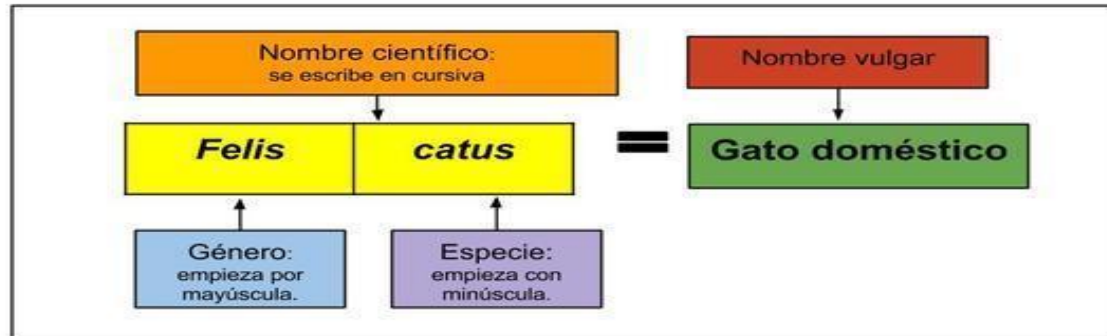 Nombre científico:
se escribe en cursiva
Nombre vulgar
Felis catus = Gato doméstico
Género:
empieza por
mayúscula.
Especie:
empieza con
minúscula.